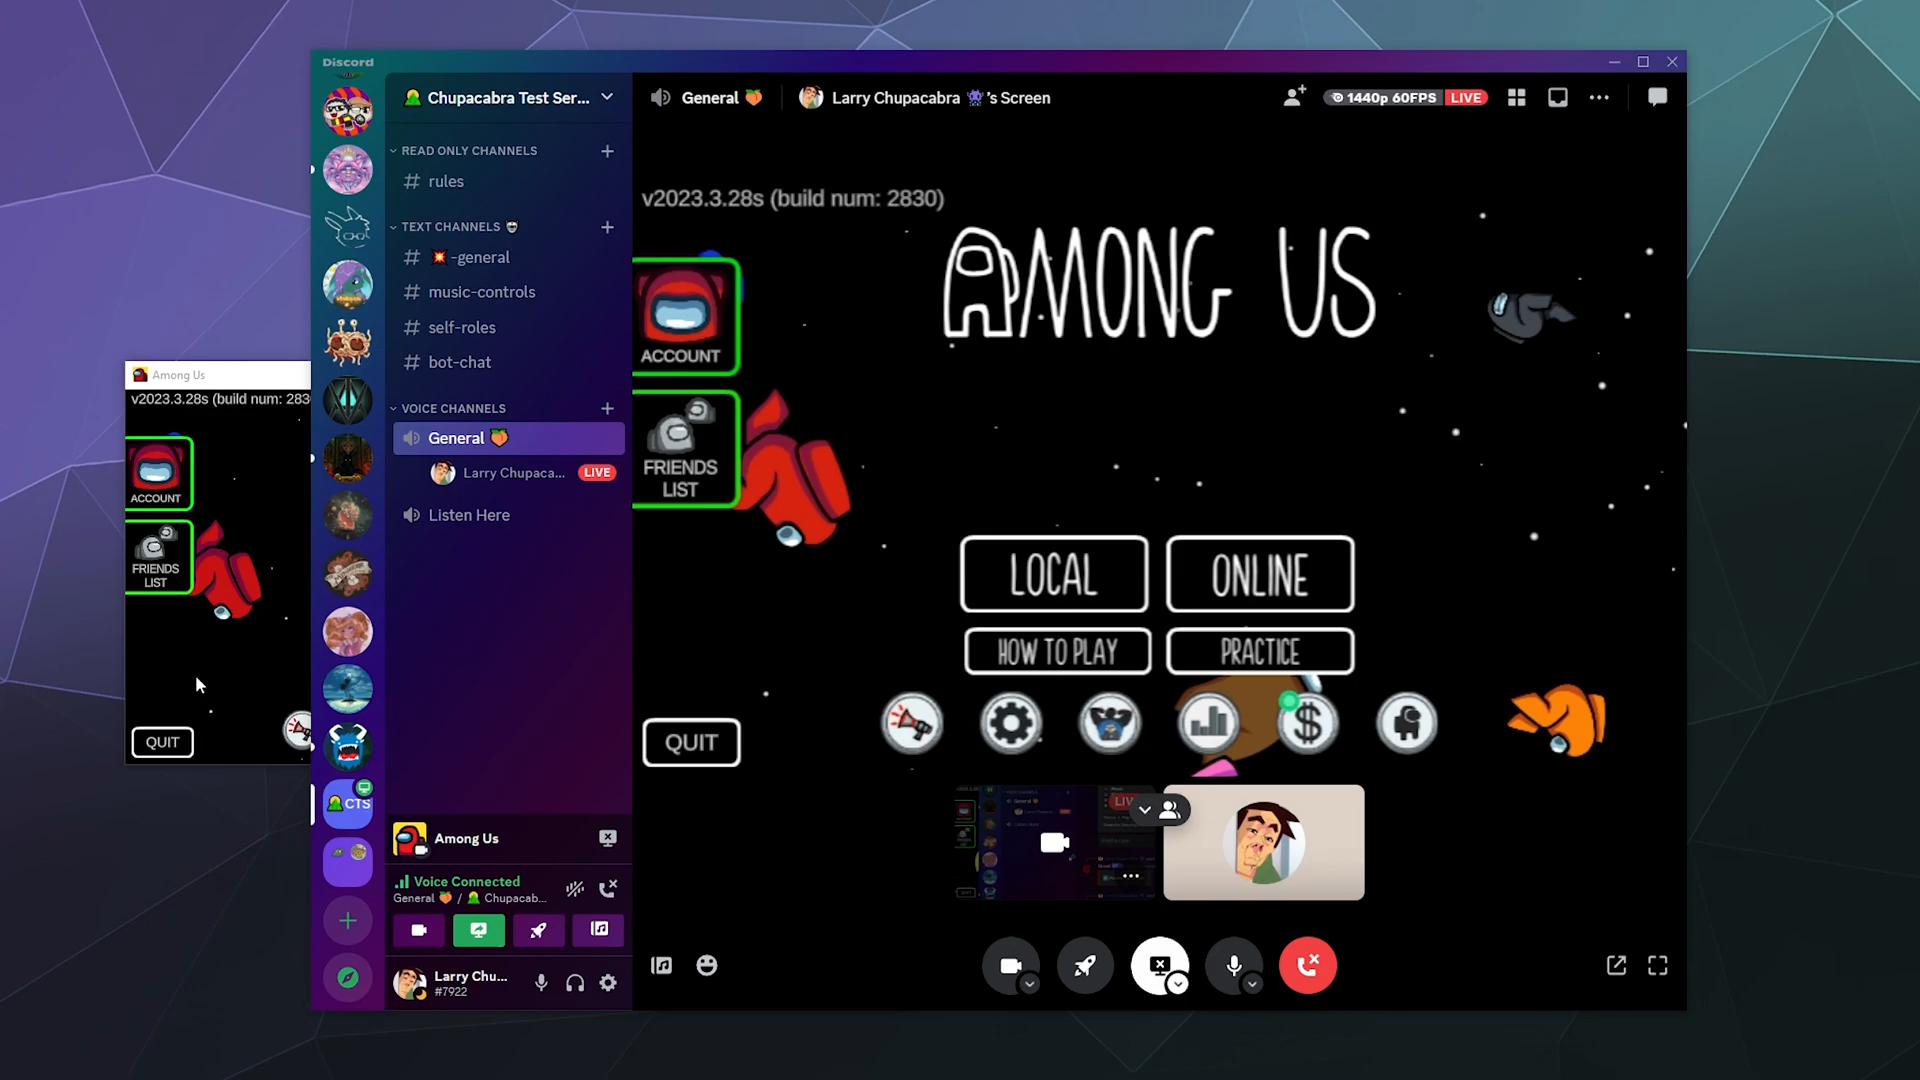 Discord
Chupacabra Test Ser...
General 🍑
Larry Chupacabra 👾's Screen
1440p 60FPS LIVE
READ ONLY CHANNELS
# rules
TEXT CHANNELS
# 💥 -general
# music-controls
# self-roles
# bot-chat
VOICE CHANNELS
General 🍑
Larry Chupaca... LIVE
Listen Here
CTS
Among Us
Voice Connected
General 🍑 / Chupacab...
Larry Chu...
#7922
Among Us
v2023.3.28s (build num: 283
ACCOUNT
FRIENDS
LIST
QUIT
v2023.3.28s (build num: 2830)
AMONG US
ACCOUNT
FRIENDS
LIST
LOCAL
ONLINE
HOW TO PLAY
PRACTICE
$
QUIT